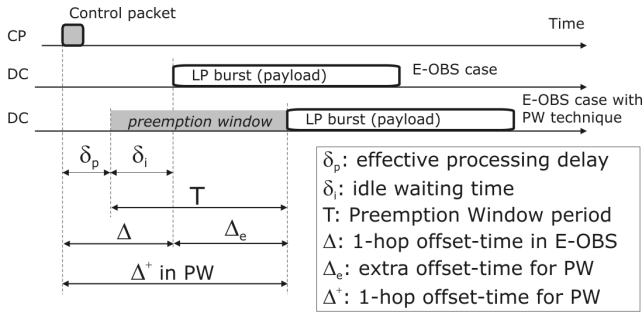 Control packet
Time
CP
DC
LP burst (payload)
E-OBS case
DC
preemption window
LP burst (payload)
E-OBS case with
PW technique
δp
δi
T
Δ
Δe
Δ+ in PW
δp: effective processing delay
δi: idle waiting time
T: Preemption Window period
Δ: 1-hop offset-time in E-OBS
Δe: extra offset-time for PW
Δ+: 1-hop offset-time for PW